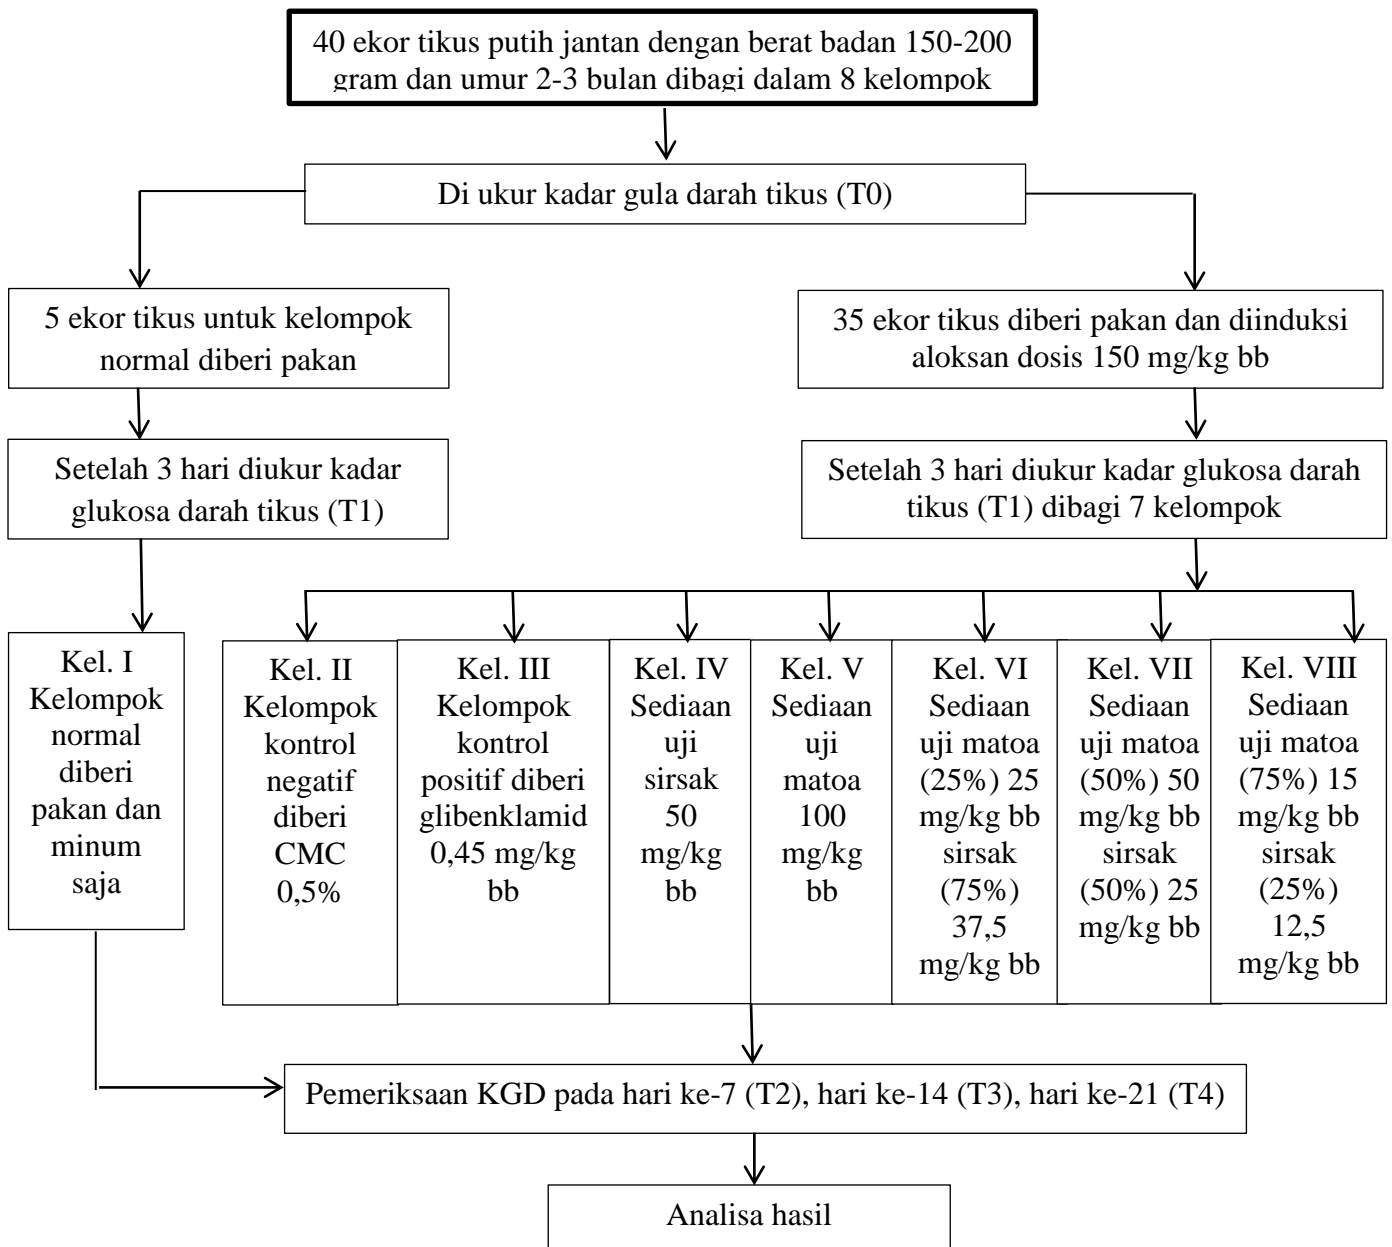 40 ekor tikus putih jantan dengan berat badan 150-200
gram dan umur 2-3 bulan dibagi dalam 8 kelompok
Di ukur kadar gula darah tikus (T0)
5 ekor tikus untuk kelompok
normal diberi pakan
35 ekor tikus diberi pakan dan diinduksi
aloksan dosis 150 mg/kg bb
Setelah 3 hari diukur kadar
glukosa darah tikus (T1)
Setelah 3 hari diukur kadar glukosa darah
tikus (T1) dibagi 7 kelompok
Kel. I
Kelompok
normal
diberi
pakan dan
minum
saja
Kel. II
Kelompok
kontrol
negatif
diberi
CMC
0,5%
Kel. III
Kelompok
kontrol
positif diberi
glibenklamid
0,45 mg/kg
bb
Kel. IV
Sediaan
uji
sirsak
50
mg/kg
bb
Kel. V
Sediaan
uji
matoa
100
mg/kg
bb
Kel. VI
Sediaan
uji matoa
(25%) 25
mg/kg bb
sirsak
(75%)
37,5
mg/kg bb
Kel. VII
Sediaan
uji matoa
(50%) 50
mg/kg bb
sirsak
(50%) 25
mg/kg bb
Kel. VIII
Sediaan
uji matoa
(75%) 15
mg/kg bb
sirsak
(25%)
12,5
mg/kg bb
Pemeriksaan KGD pada hari ke-7 (T2), hari ke-14 (T3), hari ke-21 (T4)
Analisa hasil